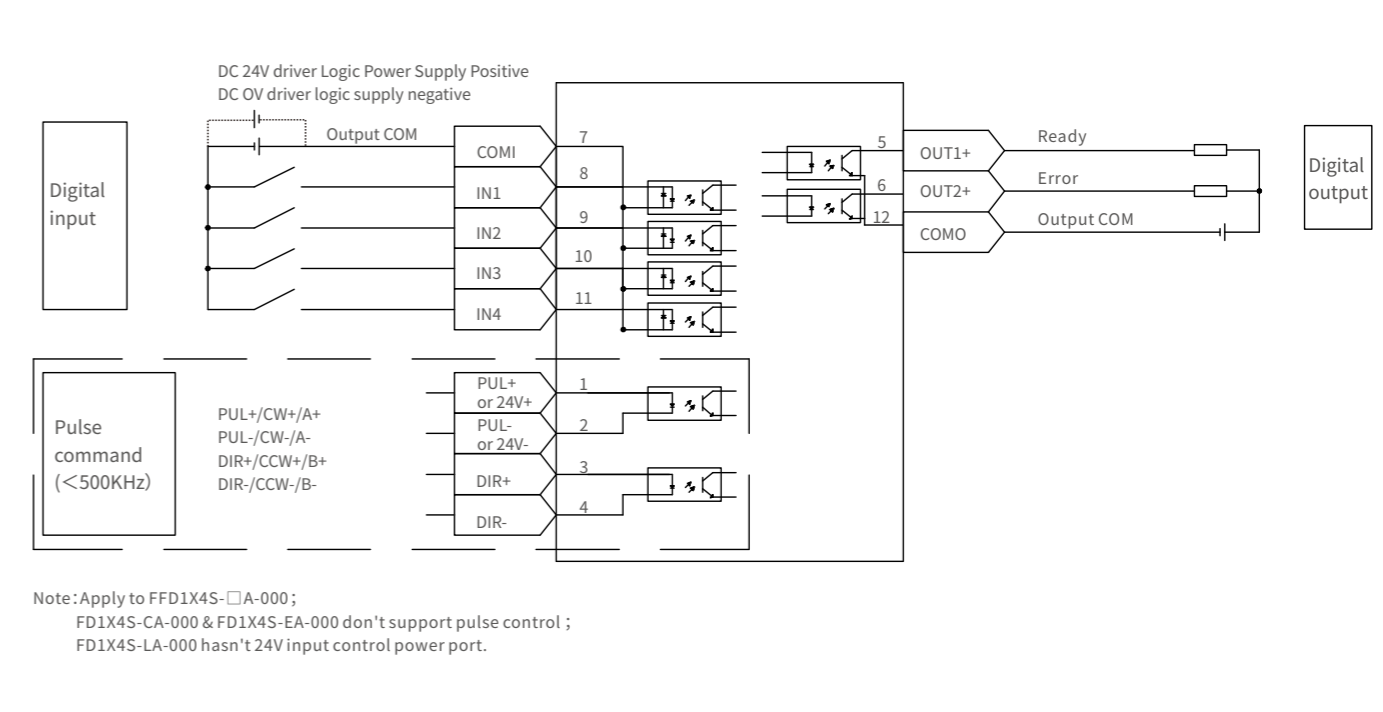 DC 24V driver Logic Power Supply Positive
DC OV driver logic supply negative
Digital
input
Output COM
COMI
7
IN1
8
IN2
9
IN3
10
IN4
11
5
OUT1+
Ready
6
OUT2+
Error
12
COMO
Output COM
Digital
output
Pulse
command
(＜500KHz)
PUL+/CW+/A+
PUL-/CW-/A-
DIR+/CCW+/B+
DIR-/CCW-/B-
PUL+
or 24V+
1
PUL-
or 24V-
2
DIR+
3
DIR-
4
Note:Apply to FFD1X4S-□A-000;
FD1X4S-CA-000 & FD1X4S-EA-000 don't support pulse control ;
FD1X4S-LA-000 hasn't 24V input control power port.